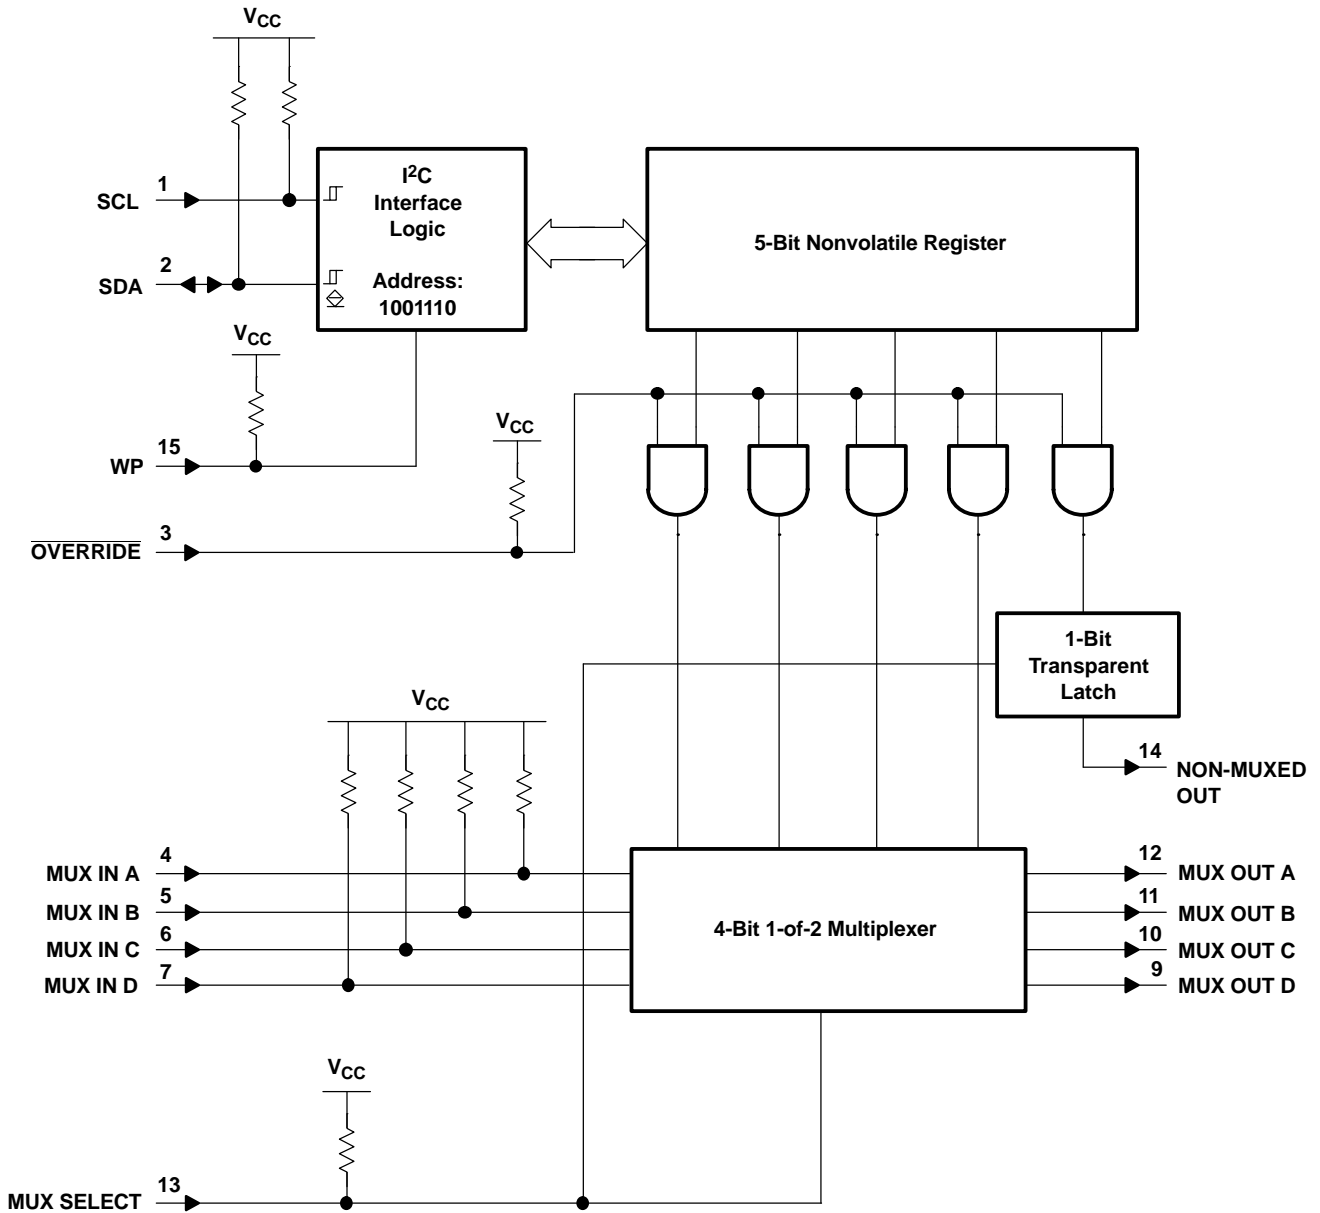 VCC
1
SCL
2
SDA
I²C
Interface
Logic
Address:
1001110
5-Bit Nonvolatile Register
VCC
15
WP
VCC
3
OVERRIDE
1-Bit
Transparent
Latch
14
NON-MUXED
OUT
VCC
4
MUX IN A
5
MUX IN B
6
MUX IN C
7
MUX IN D
4-Bit 1-of-2 Multiplexer
12
MUX OUT A
11
MUX OUT B
10
MUX OUT C
9
MUX OUT D
VCC
13
MUX SELECT